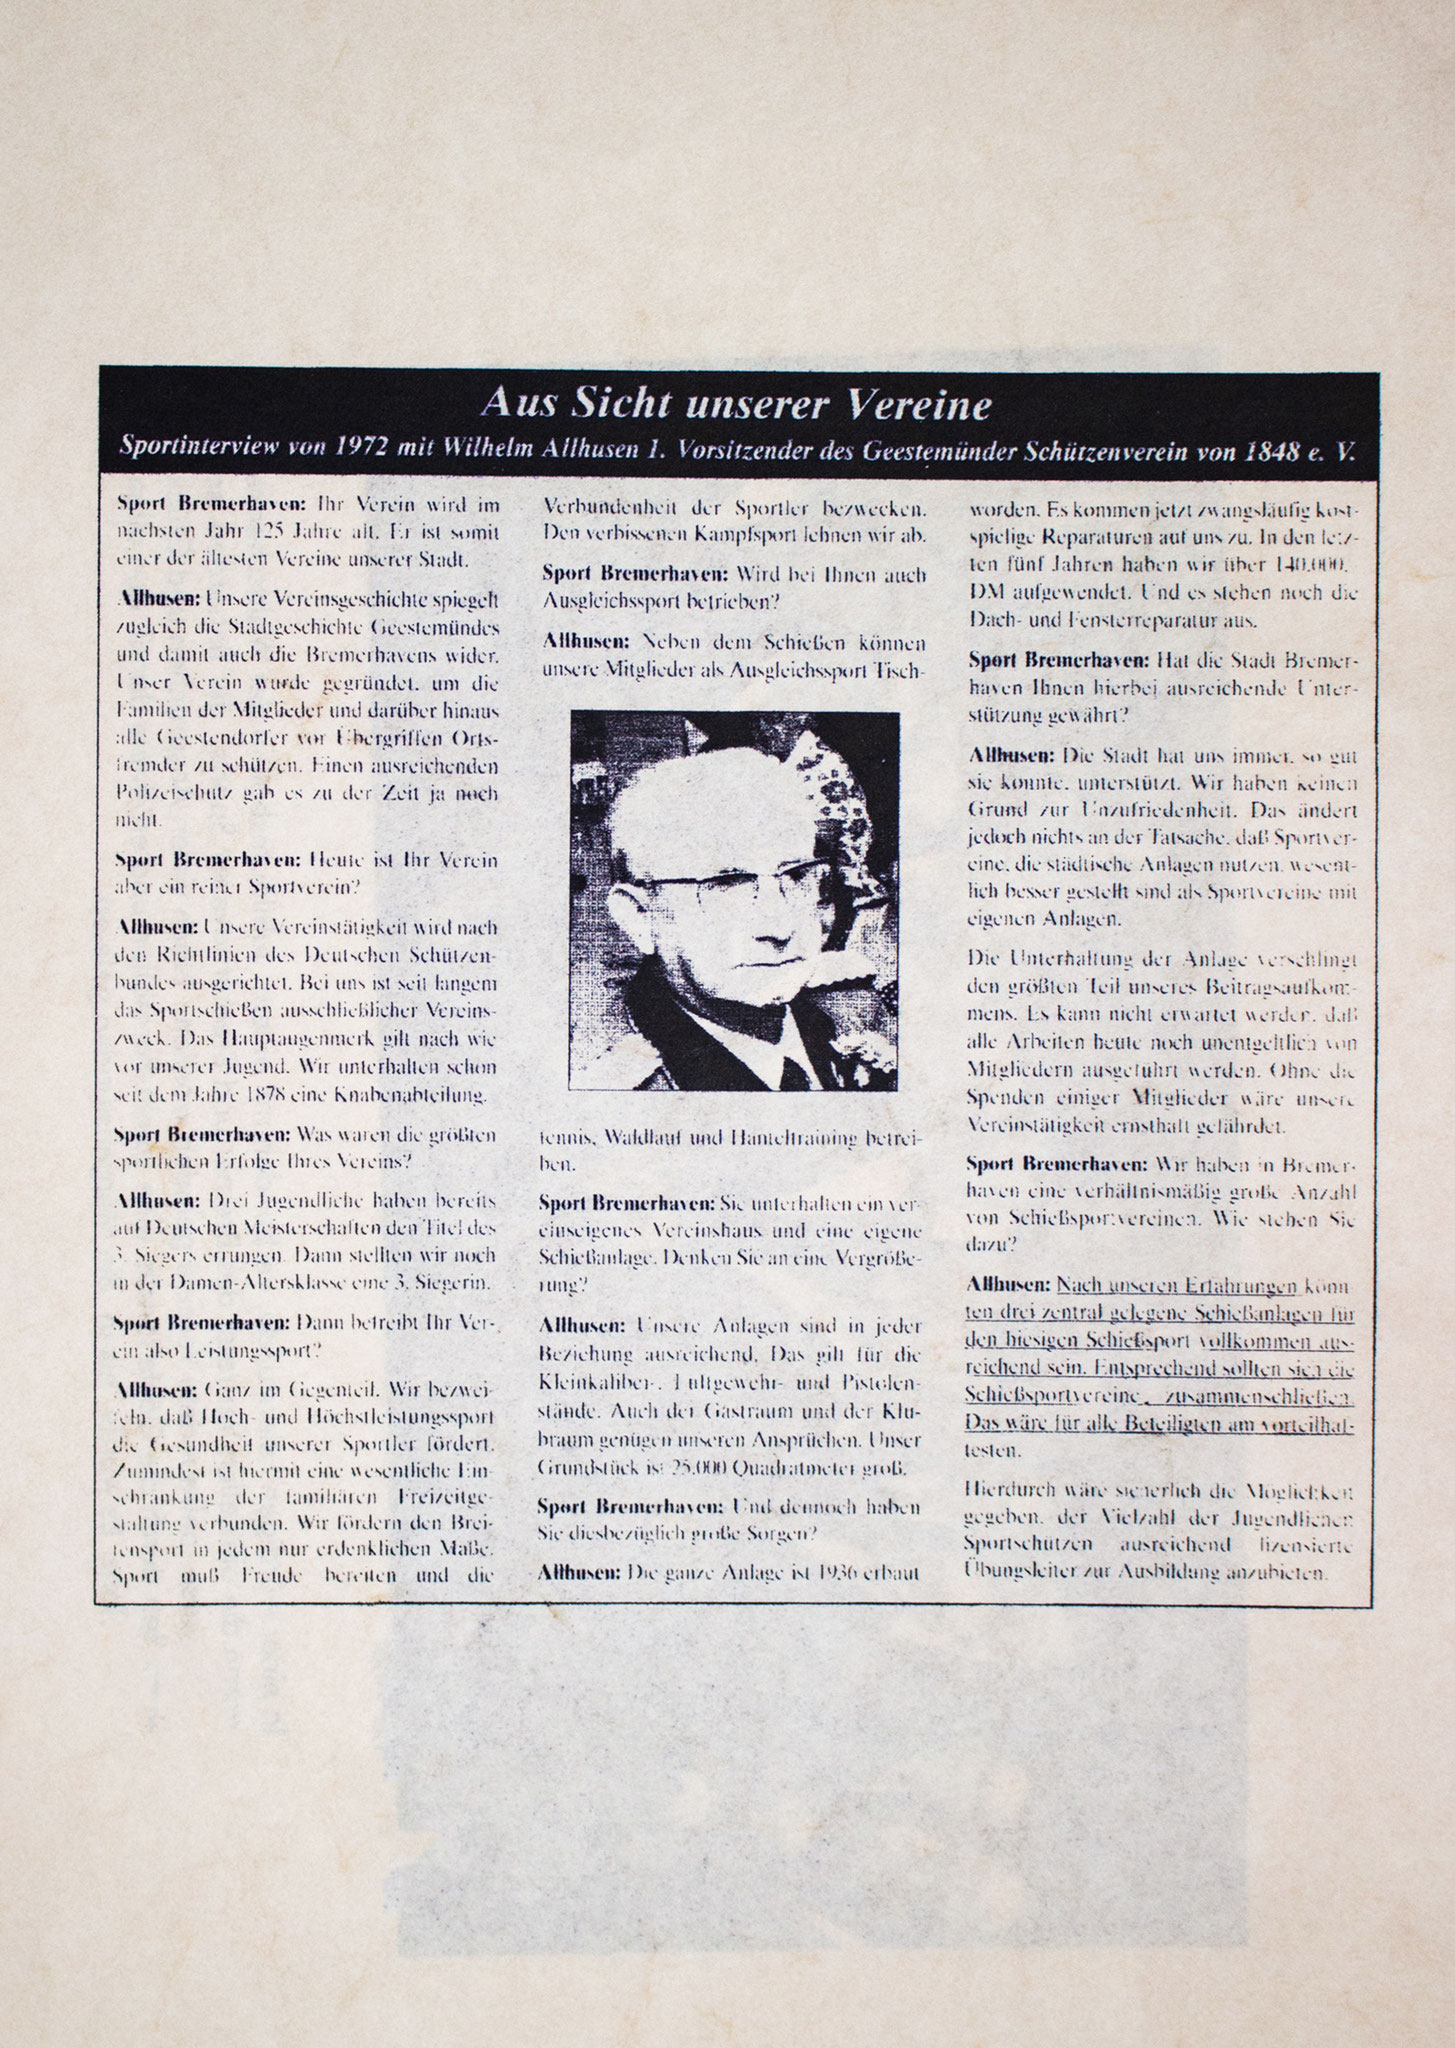 Aus Sicht unserer Vereine
Sportinterview von 1972 mit Wilhelm Allhusen 1. Vorsitzender des Geestemünder Schützenverein von 1848 e. V.
Sport Bremerhaven: Ihr Verein wird im
nächsten Jahr 125 Jahre alt. Er ist somit
einer der ältesten Vereine unserer Stadt.
Allhusen: Unsere Vereinsgeschichte spiegelt
zugleich die Stadtgeschichte Geestemündes
und damit auch die Bremerhavens wider.
Unser Verein wurde gegründet, um die
Familien der Mitglieder und darüber hinaus
alle Geestendorfer vor Übergriffen Orts-
fremder zu schützen. Einen ausreichenden
Polizeischutz gab es zu der Zeit ja noch
nicht.
Sport Bremerhaven: Heute ist Ihr Verein
aber ein reiner Sportverein?
Allhusen: Unsere Vereinstätigkeit wird nach
den Richtlinien des Deutschen Schützen-
bundes ausgerichtet. Bei uns ist seit langem
das Sportschießen ausschließlicher Vereins-
zweck. Das Hauptaugenmerk gilt nach wie
vor unserer Jugend. Wir unterhalten schon
seit dem Jahre 1878 eine Knabenabteilung.
Sport Bremerhaven: Was waren die größten
sportlichen Erfolge Ihres Vereins?
Allhusen: Drei Jugendliche haben bereits
auf Deutschen Meisterschaften den Titel des
3. Siegers errungen. Dann stellten wir noch
in der Damen-Altersklasse eine 3. Siegerin.
Sport Bremerhaven: Dann betreibt Ihr Ver-
ein also Leistungssport?
Allhusen: Ganz im Gegenteil. Wir bezwei-
feln, daß Hoch- und Höchstleistungssport
die Gesundheit unserer Sportler fördert.
Zumindest ist hiermit eine wesentliche Ein-
schränkung der familiären Freizeitge-
staltung verbunden. Wir fördern den Brei-
tensport in jedem nur erdenklichen Maße.
Sport muß Freude bereiten und die
Verbundenheit der Sportler bezwecken.
Den verbissenen Kampfsport lehnen wir ab.
Sport Bremerhaven: Wird bei Ihnen auch
Ausgleichssport betrieben?
Allhusen: Neben dem Schießen können
unsere Mitglieder als Ausgleichssport Tisch-
tennis, Waldlauf und Hanteltraining betrei-
ben.
Sport Bremerhaven: Sie unterhalten ein ver-
einseigenes Vereinshaus und eine eigene
Schießanlage. Denken Sie an eine Vergröße-
rung?
Allhusen: Unsere Anlagen sind in jeder
Beziehung ausreichend. Das gilt für die
Kleinkaliber-, Luftgewehr- und Pistolen-
stände. Auch der Gastraum und der Klu-
braum genügen unseren Ansprüchen. Unser
Grundstück ist 25.000 Quadratmeter groß.
Sport Bremerhaven: Und dennoch haben
Sie diesbezüglich große Sorgen?
Allhusen: Die ganze Anlage ist 1936 erbaut
worden. Es kommen jetzt zwangsläufig kost-
spielige Reparaturen auf uns zu. In den letz-
ten fünf Jahren haben wir über 140.000,
DM aufgewendet. Und es stehen noch die
Dach- und Fensterreparatur aus.
Sport Bremerhaven: Hat die Stadt Bremer-
haven Ihnen hierbei ausreichende Unter-
stützung gewährt?
Allhusen: Die Stadt hat uns immer, so gut
sie konnte, unterstützt. Wir haben keinen
Grund zur Unzufriedenheit. Das ändert
jedoch nichts an der Tatsache, daß Sportver-
eine, die städtische Anlagen nutzen, wesent-
lich besser gestellt sind als Sportvereine mit
eigenen Anlagen.
Die Unterhaltung der Anlage verschlingt
den größten Teil unseres Beitragsaufkom-
mens. Es kann nicht erwartet werden, daß
alle Arbeiten heute noch unentgeltlich von
Mitgliedern ausgeführt werden. Ohne die
Spenden einiger Mitglieder wäre unsere
Vereinstätigkeit ernsthaft gefährdet.
Sport Bremerhaven: Wir haben in Bremer-
haven eine verhältnismäßig große Anzahl
von Schießsportvereinen. Wie stehen Sie
dazu?
Allhusen: Nach unseren Erfahrungen könn-
ten drei zentral gelegene Schießanlagen für
den hiesigen Schießsport vollkommen aus-
reichend sein. Entsprechend sollten sich die
Schießsportvereine zusammenschließen.
Das wäre für alle Beteiligten am vorteilhaf-
testen.
Hierdurch wäre sicherlich die Möglichkeit
gegeben, der Vielzahl der Jugendlichen
Sportschützen ausreichend lizensierte
Übungsleiter zur Ausbildung anzubieten.